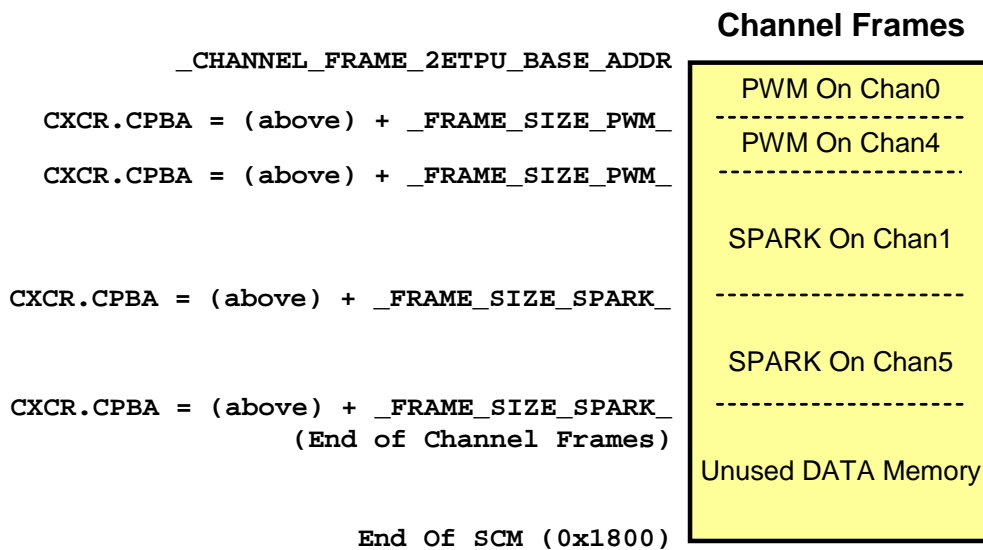 Channel Frames
_CHANNEL_FRAME_2ETPU_BASE_ADDR
PWM On Chan0
CXCR.CPBA = (above) + _FRAME_SIZE_PWM_
PWM On Chan4
CXCR.CPBA = (above) + _FRAME_SIZE_PWM_
SPARK On Chan1
CXCR.CPBA = (above) + _FRAME_SIZE_SPARK_
SPARK On Chan5
CXCR.CPBA = (above) + _FRAME_SIZE_SPARK_
(End of Channel Frames)
Unused DATA Memory
End Of SCM (0x1800)